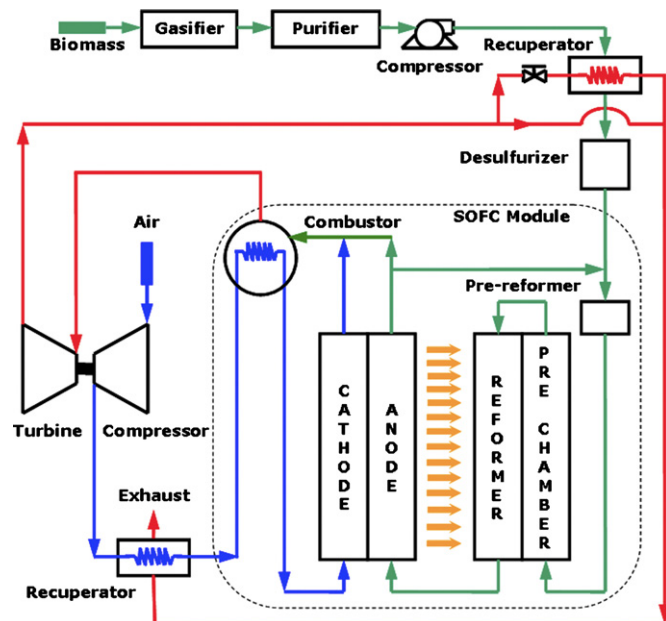 Biomass
Gasifier
Purifier
Compressor
Recuperator
Desulfurizer
Air
Combustor
SOFC Module
Pre-reformer
CATHODE
ANODE
REFORMER
PRE CHAMBER
Turbine
Compressor
Exhaust
Recuperator